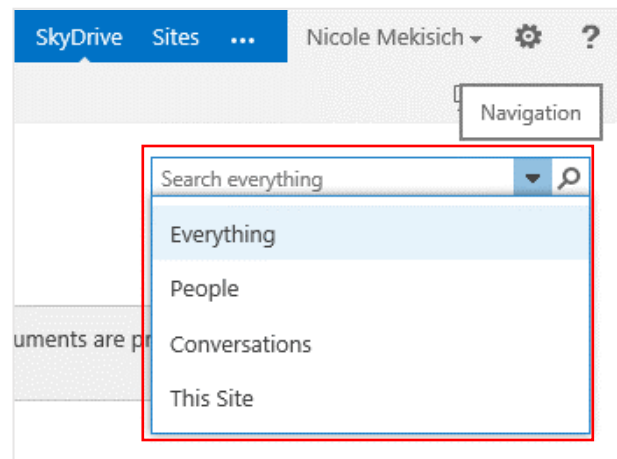 SkyDrive Sites ... Nicole Mekisich ?
Navigation
Search everything
Everything
People
uments are pr
Conversations
This Site